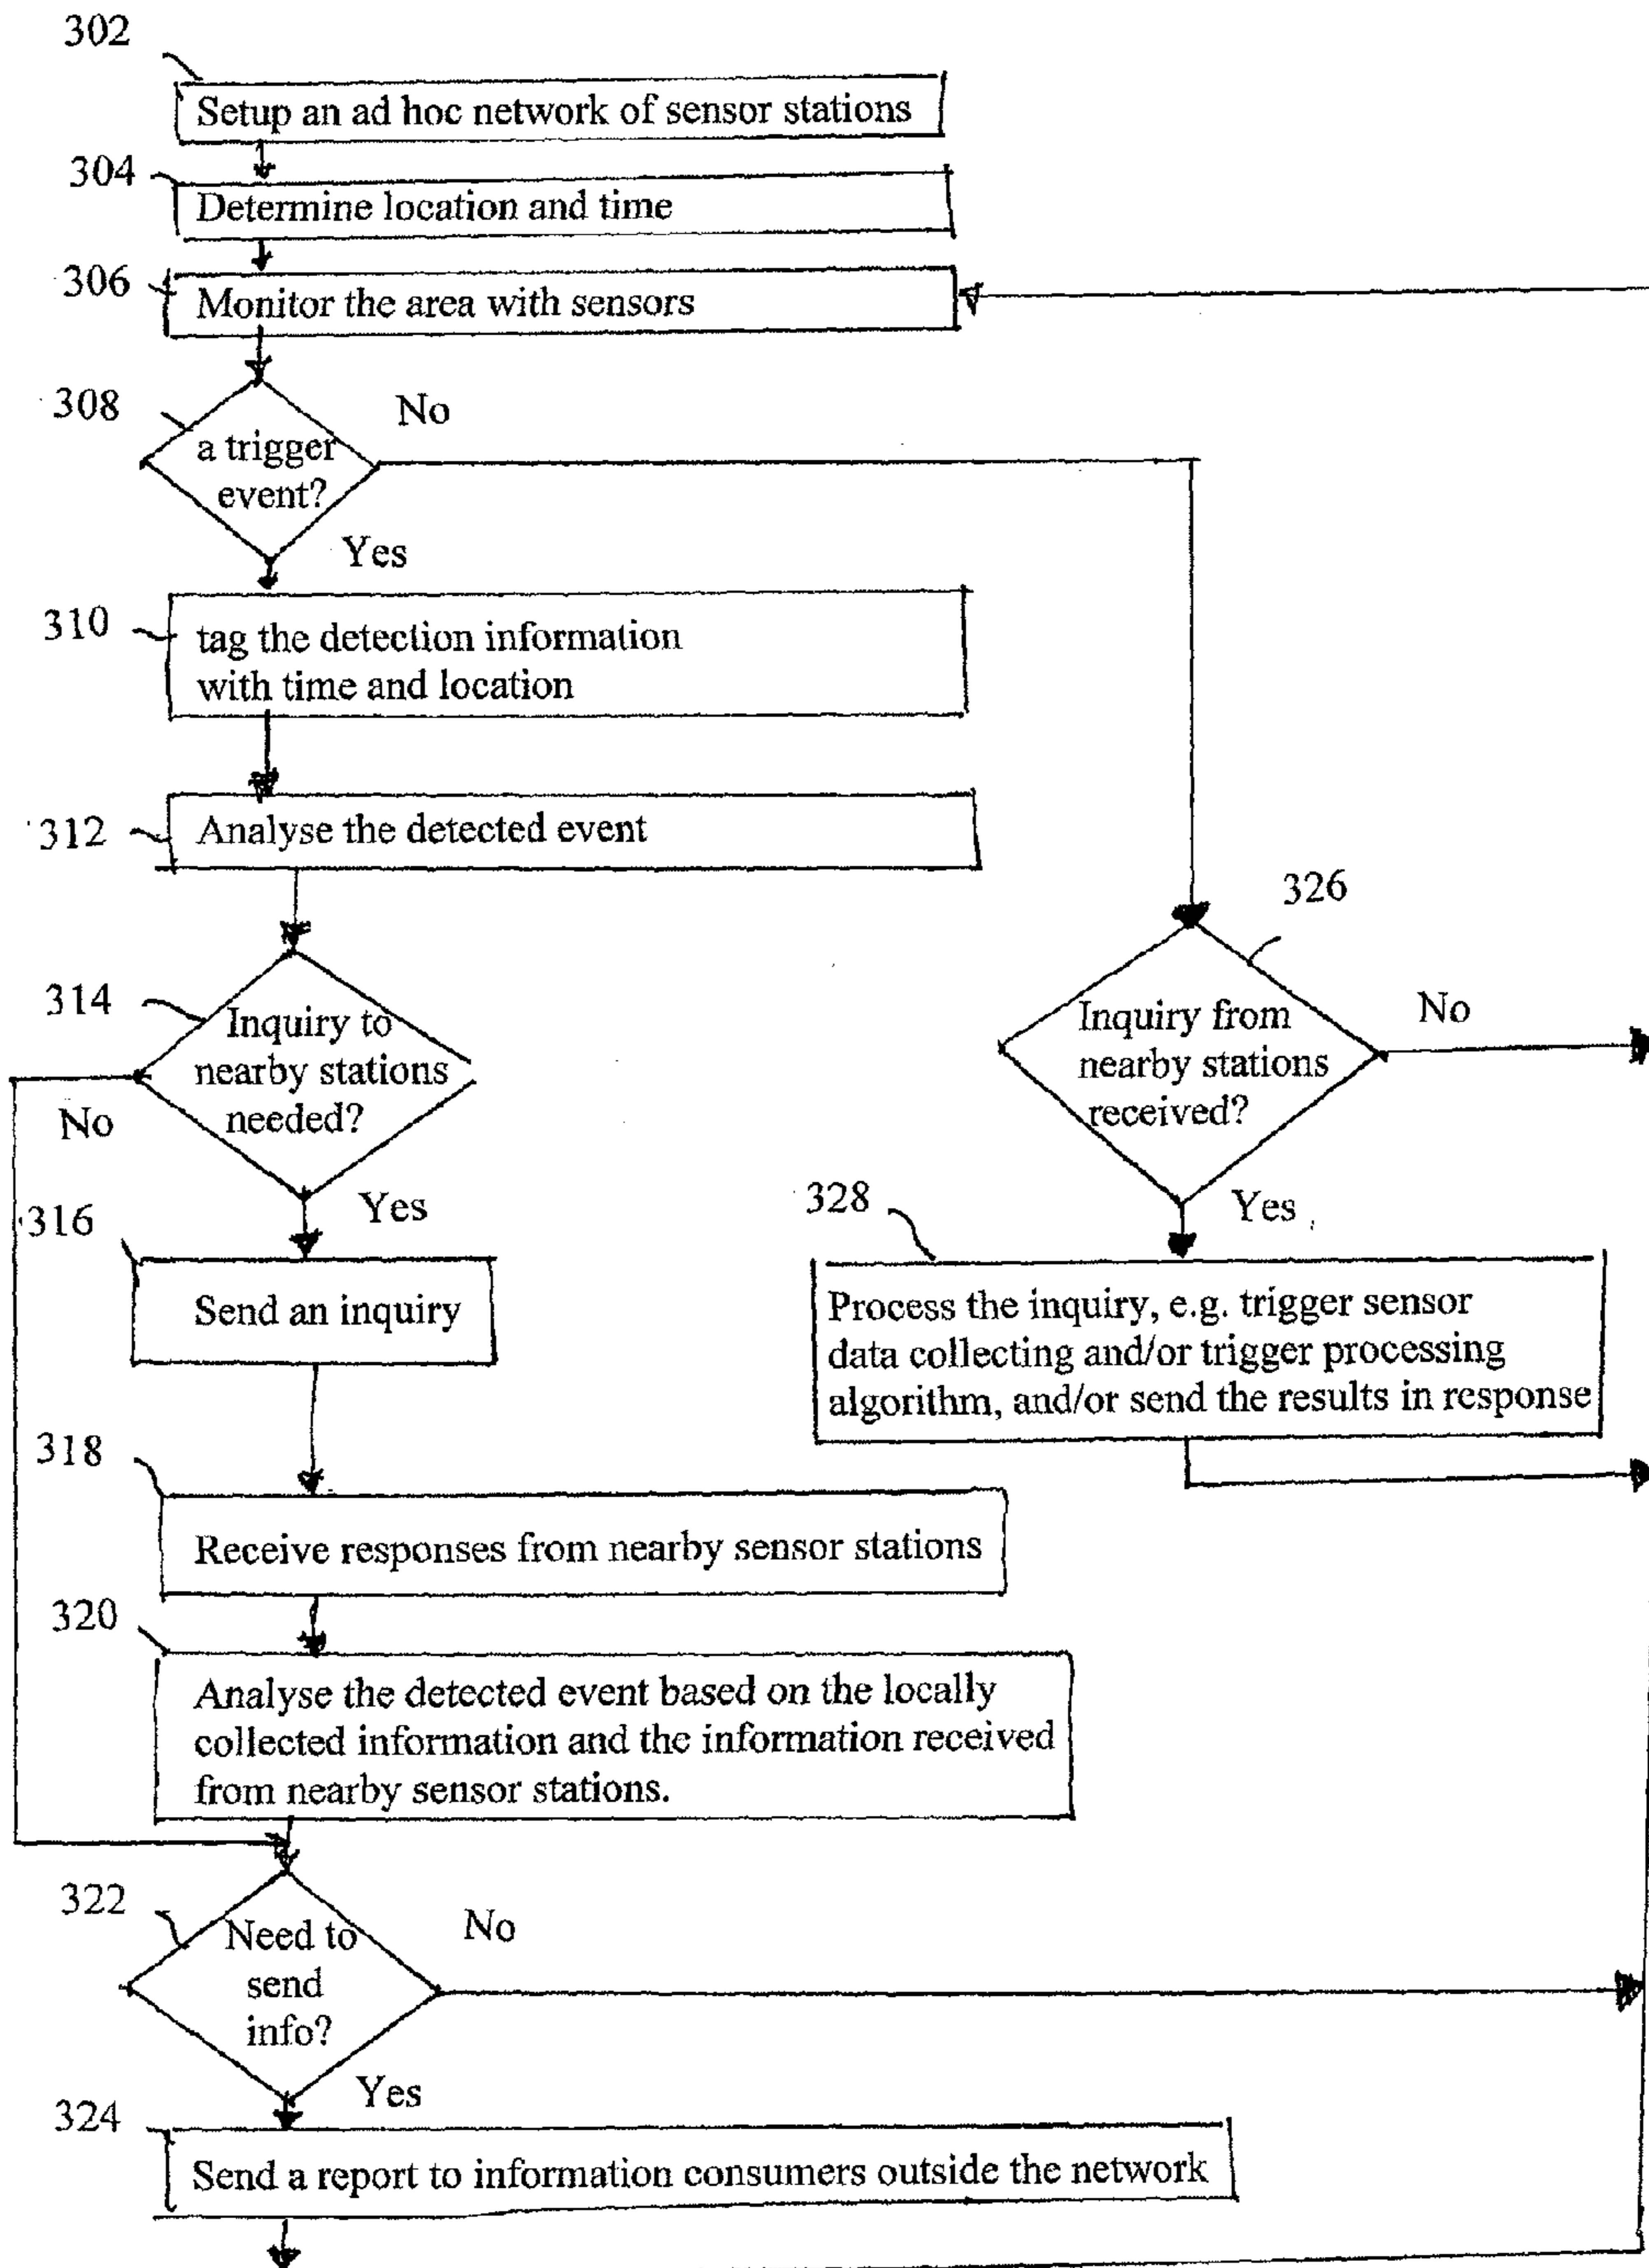 302
Setup an ad hoc network of sensor stations
304
Determine location and time
306
Monitor the area with sensors
308
No
a trigger
event?
Yes
310
tag the detection information
with time and location
312
Analyse the detected event
326
314
Inquiry to
nearby stations
needed?
No
Inquiry from
nearby stations
received?
No
Yes
316
Send an inquiry
328
Yes
Process the inquiry, e.g. trigger sensor
data collecting and/or trigger processing
algorithm, and/or send the results in response
318
Receive responses from nearby sensor stations
320
Analyse the detected event based on the locally
collected information and the information received
from nearby sensor stations.
322
Need to
send
info?
No
Yes
324
Send a report to information consumers outside the network